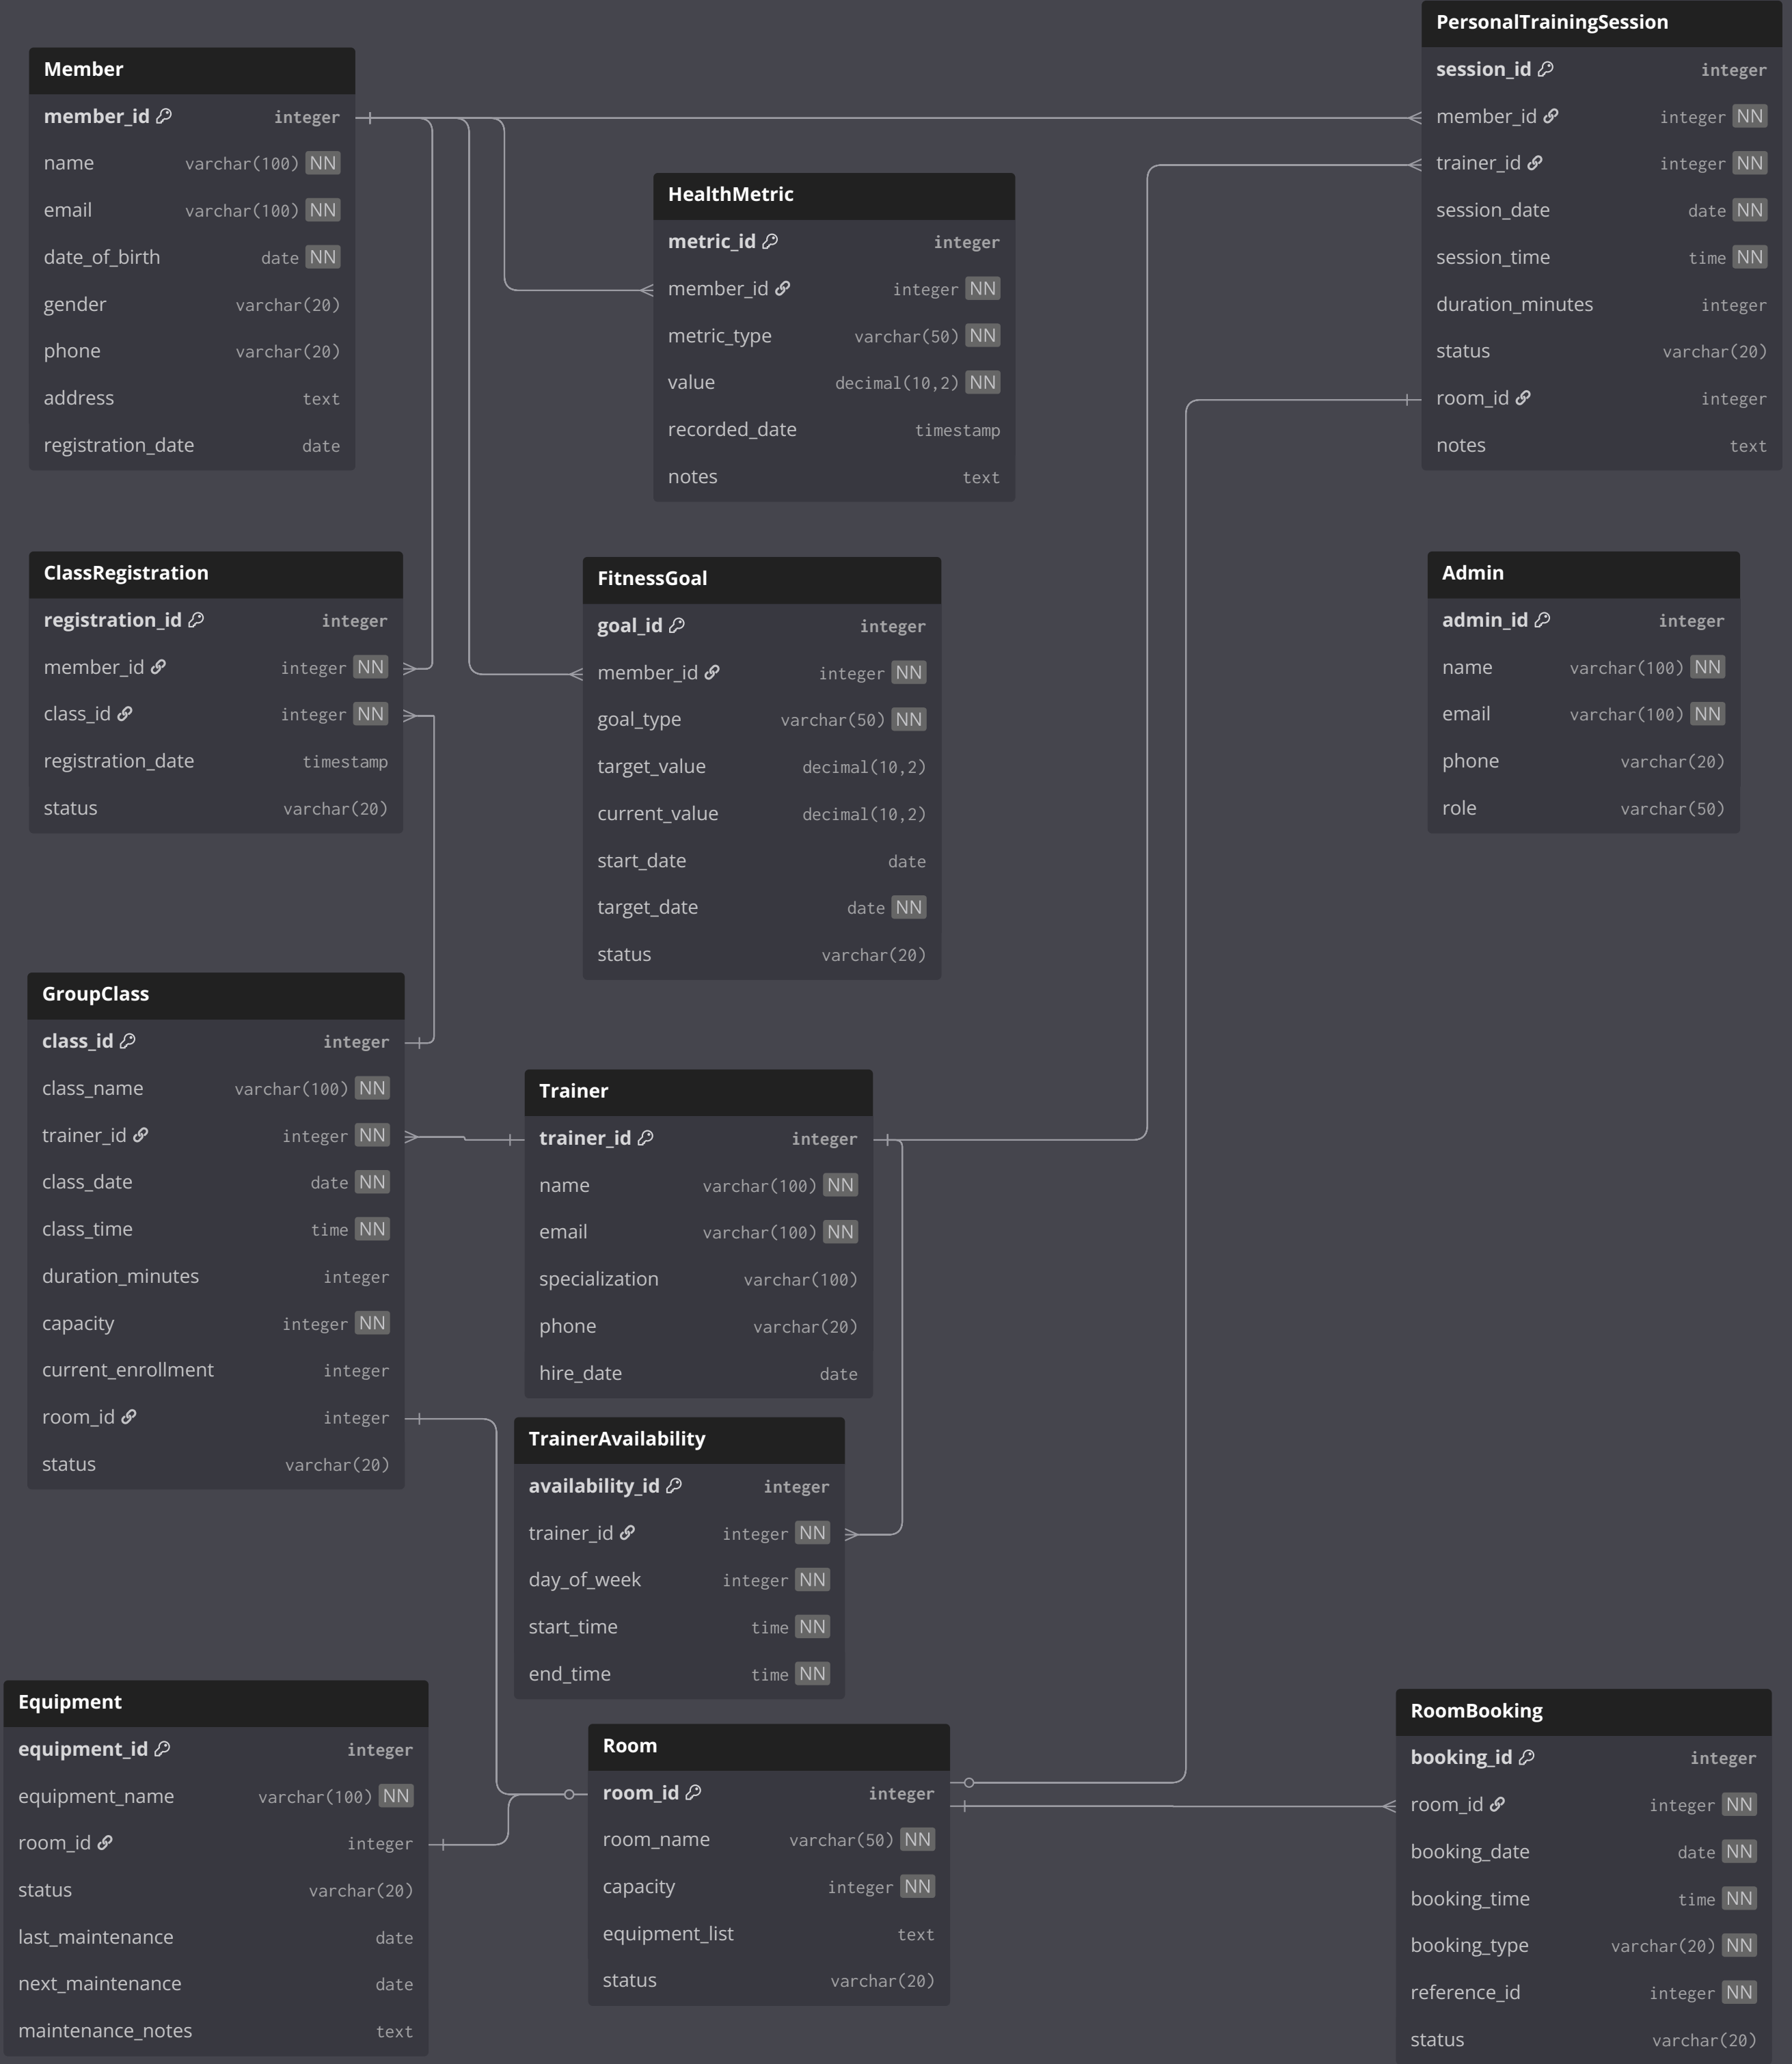 Member
member_id integer
name varchar(100) NN
email varchar(100) NN
date_of_birth date NN
gender varchar(20)
phone varchar(20)
address text
registration_date date
PersonalTrainingSession
session_id integer
member_id integer NN
trainer_id integer NN
session_date date NN
session_time time NN
duration_minutes integer
status varchar(20)
room_id integer
notes text
HealthMetric
metric_id integer
member_id integer NN
metric_type varchar(50) NN
value decimal(10,2) NN
recorded_date timestamp
notes text
ClassRegistration
registration_id integer
member_id integer NN
class_id integer NN
registration_date timestamp
status varchar(20)
FitnessGoal
goal_id integer
member_id integer NN
goal_type varchar(50) NN
target_value decimal(10,2)
current_value decimal(10,2)
start_date date
target_date date NN
status varchar(20)
Admin
admin_id integer
name varchar(100) NN
email varchar(100) NN
phone varchar(20)
role varchar(50)
GroupClass
class_id integer
class_name varchar(100) NN
trainer_id integer NN
class_date date NN
class_time time NN
duration_minutes integer
capacity integer NN
current_enrollment integer
room_id integer
status varchar(20)
Trainer
trainer_id integer
name varchar(100) NN
email varchar(100) NN
specialization varchar(100)
phone varchar(20)
hire_date date
TrainerAvailability
availability_id integer
trainer_id integer NN
day_of_week integer NN
start_time time NN
end_time time NN
Equipment
equipment_id integer
equipment_name varchar(100) NN
room_id integer
status varchar(20)
last_maintenance date
next_maintenance date
maintenance_notes text
Room
room_id integer
room_name varchar(50) NN
capacity integer NN
equipment_list text
status varchar(20)
RoomBooking
booking_id integer
room_id integer NN
booking_date date NN
booking_time time NN
booking_type varchar(20) NN
reference_id integer NN
status varchar(20)